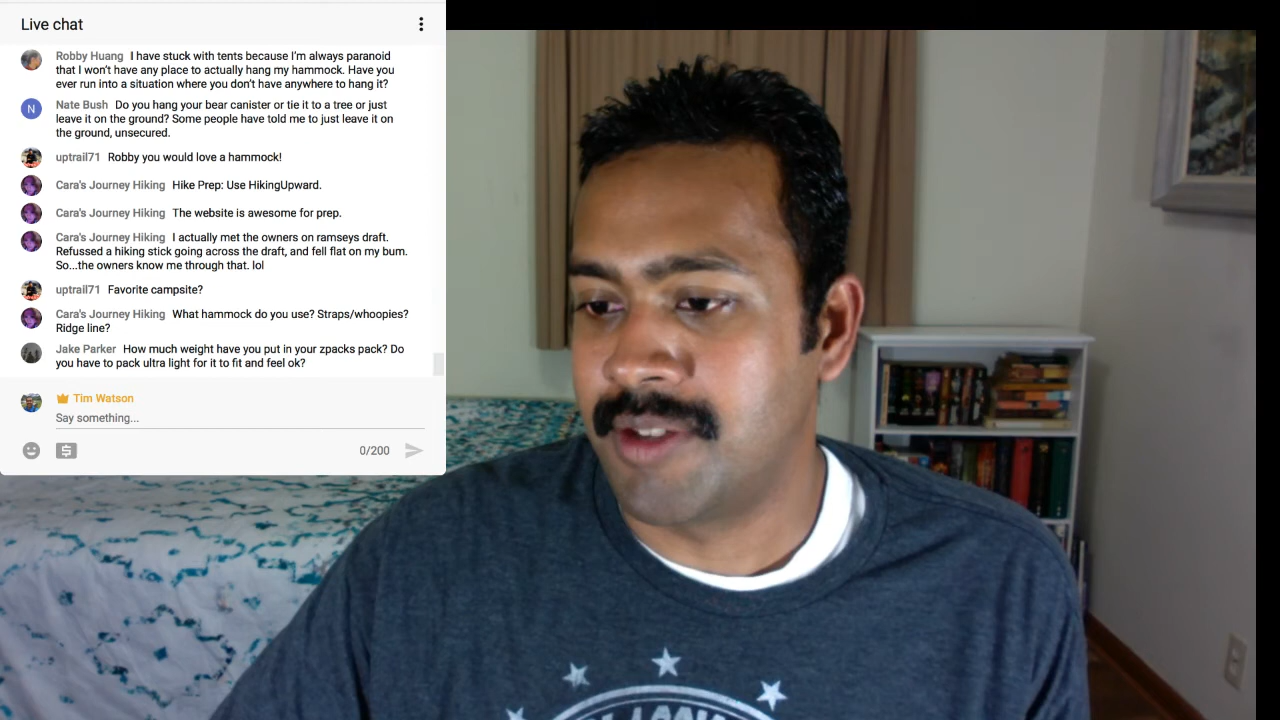 Live chat
Robby Huang I have stuck with tents because I'm always paranoid
that I won't have any place to actually hang my hammock. Have you
ever run into a situation where you don't have anywhere to hang it?
N
Nate Bush Do you hang your bear canister or tie it to a tree or just
leave it on the ground? Some people have told me to just leave it on
the ground, unsecured.
uptrail71 Robby you would love a hammock!
Cara's Journey Hiking Hike Prep: Use HikingUpward.
Cara's Journey Hiking The website is awesome for prep.
Cara's Journey Hiking I actually met the owners on ramseys draft.
Refussed a hiking stick going across the draft, and fell flat on my bum.
So...the owners know me through that. lol
uptrail71 Favorite campsite?
Cara's Journey Hiking What hammock do you use? Straps/whoopies?
Ridge line?
Jake Parker How much weight have you put in your zpacks pack? Do
you have to pack ultra light for it to fit and feel ok?
Tim Watson
Say something...
$
0/200